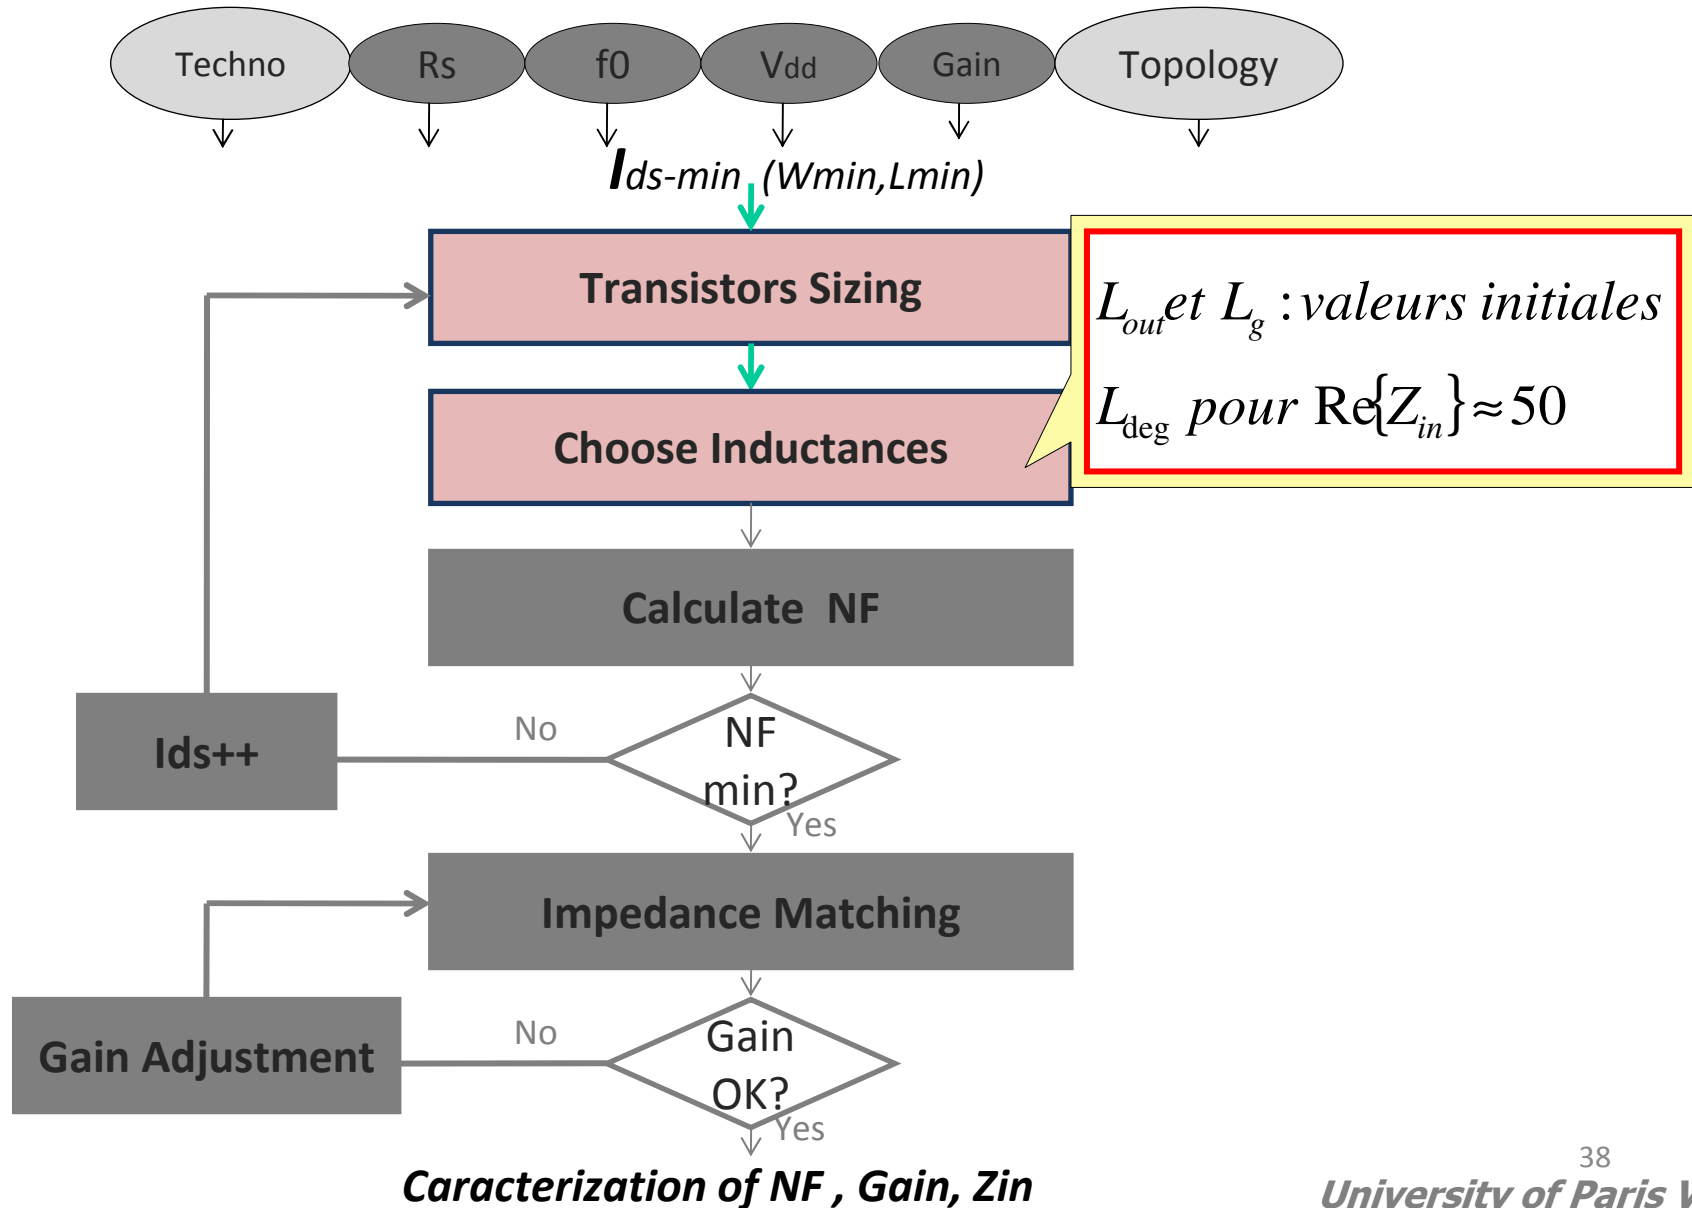 Techno Rs f0 Vdd Gain Topology
Ids-min (Wmin,Lmin)
Transistors Sizing
Lout et Lg : valeurs initiales
Ldeg pour Re{Zin} ≈ 50
Choose Inductances
Calculate NF
No
NF
min?
Ids++
Yes
Impedance Matching
No
Gain
OK?
Gain Adjustment
Yes
Caracterization of NF , Gain, Zin
38
University of Paris V